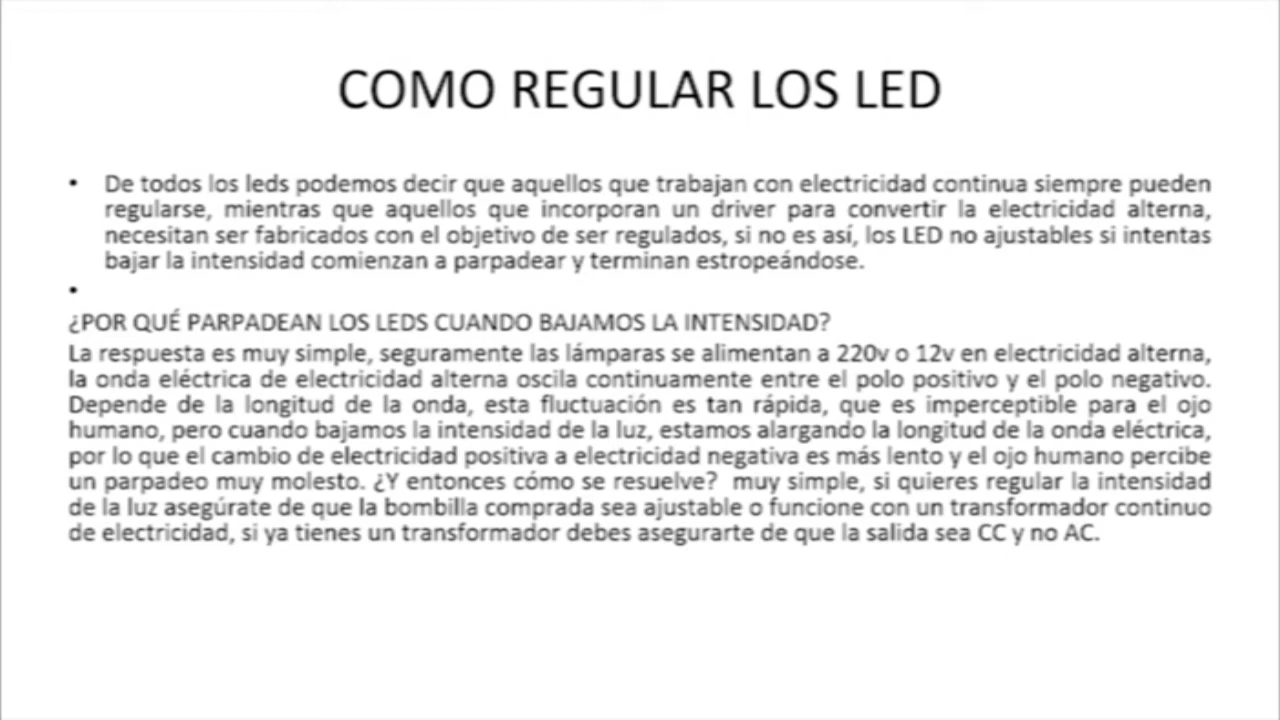 COMO REGULAR LOS LED
• De todos los leds podemos decir que aquellos que trabajan con electricidad continua siempre pueden
regularse, mientras que aquellos que incorporan un driver para convertir la electricidad alterna,
necesitan ser fabricados con el objetivo de ser regulados, si no es así, los LED no ajustables si intentas
bajar la intensidad comienzan a parpadear y terminan estropeándose.
•
¿POR QUÉ PARPADEAN LOS LEDS CUANDO BAJAMOS LA INTENSIDAD?
La respuesta es muy simple, seguramente las lámparas se alimentan a 220v o 12v en electricidad alterna,
la onda eléctrica de electricidad alterna oscila continuamente entre el polo positivo y el polo negativo.
Depende de la longitud de la onda, esta fluctuación es tan rápida, que es imperceptible para el ojo
humano, pero cuando bajamos la intensidad de la luz, estamos alargando la longitud de la onda eléctrica,
por lo que el cambio de electricidad positiva a electricidad negativa es más lento y el ojo humano percibe
un parpadeo muy molesto. ¿Y entonces cómo se resuelve?  muy simple, si quieres regular la intensidad
de la luz asegúrate de que la bombilla comprada sea ajustable o funcione con un transformador continuo
de electricidad, si ya tienes un transformador debes asegurarte de que la salida sea CC y no AC.